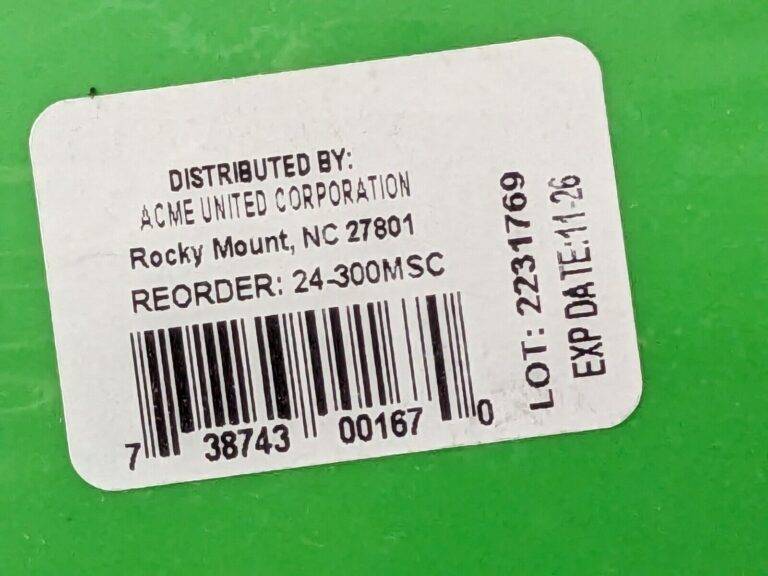 DISTRIBUTED BY:
ACME UNITED CORPORATION
Rocky Mount, NC 27801
REORDER: 24-300MSC
7 38743 00167 0
LOT: 2231769
EXP DATE:11-26